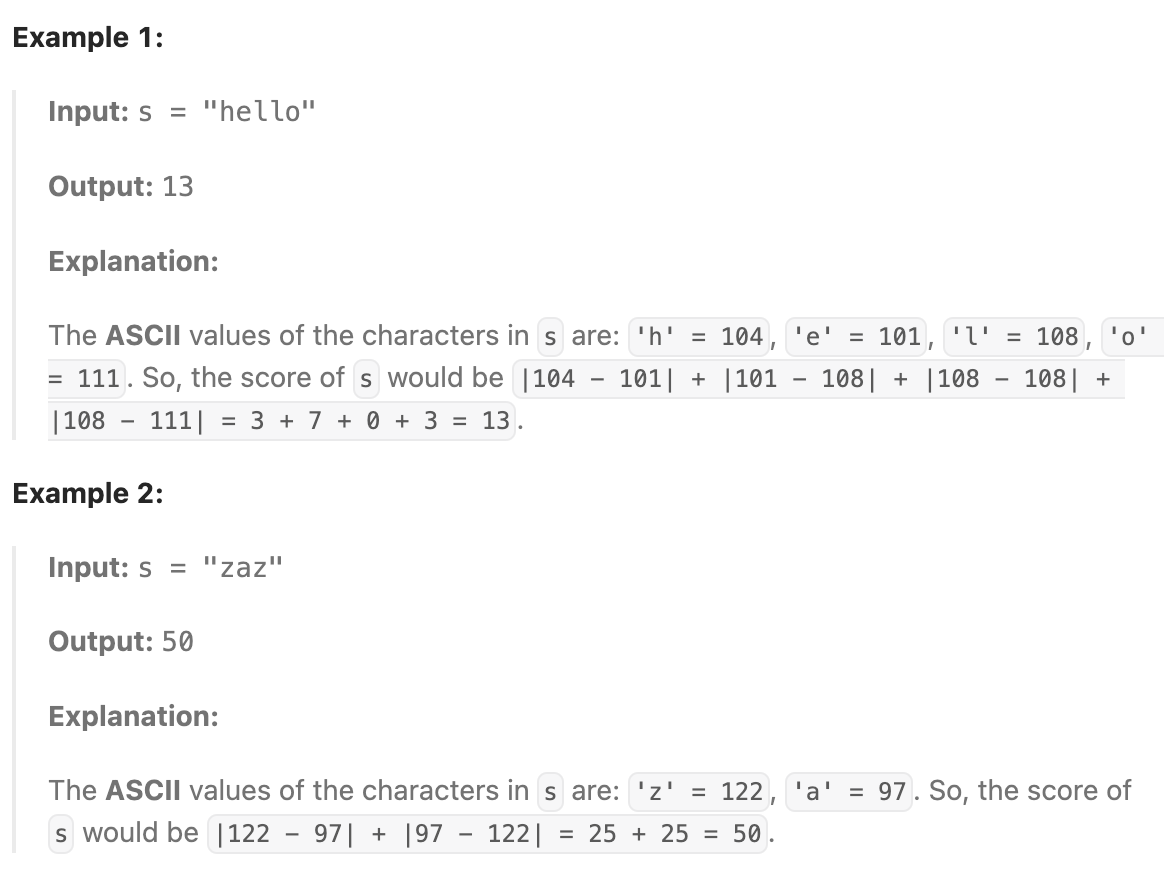 Example 1:
Input: s = "hello"
Output: 13
Explanation:
The ASCII values of the characters in s are: 'h' = 104, 'e' = 101, 'l' = 108, 'o'
= 111. So, the score of s would be |104 − 101| + |101 − 108| + |108 − 108| +
|108 − 111| = 3 + 7 + 0 + 3 = 13.
Example 2:
Input: s = "zaz"
Output: 50
Explanation:
The ASCII values of the characters in s are: 'z' = 122, 'a' = 97. So, the score of
s would be |122 − 97| + |97 − 122| = 25 + 25 = 50.